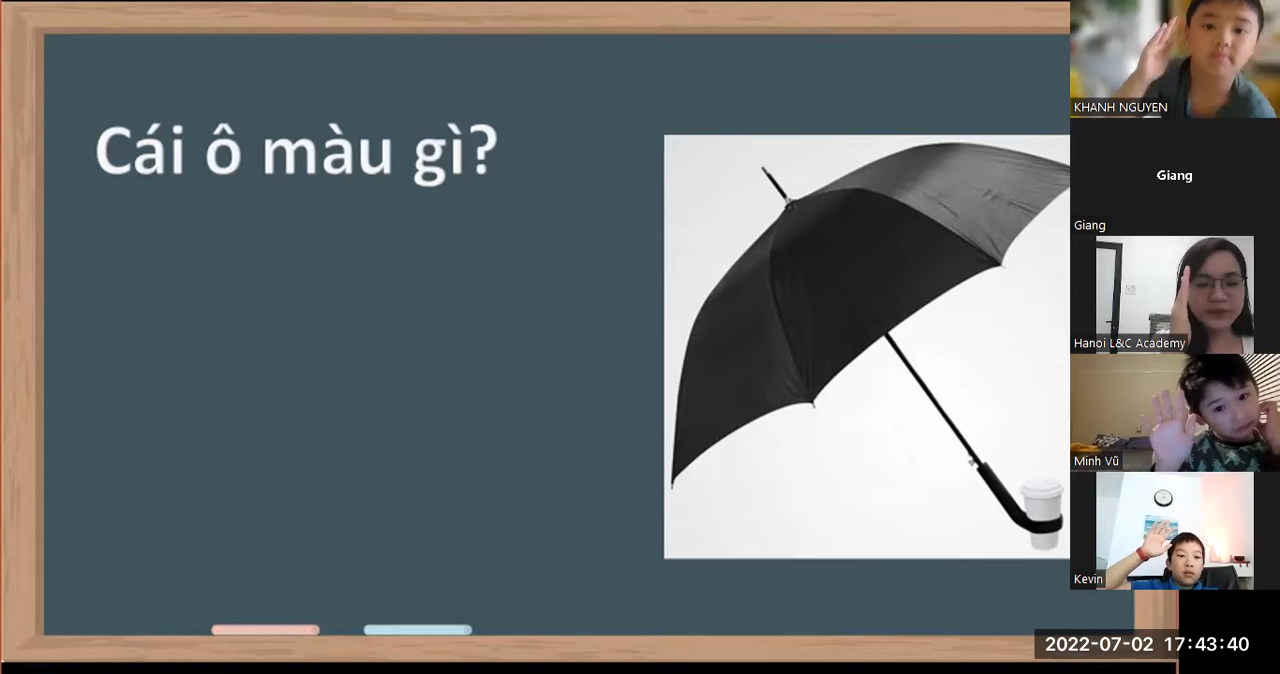 Cái ô màu gì?
KHANH NGUYEN
Giang
Giang
Hanoi L&C Academy
Minh Vũ
Kevin
2022-07-02 17:43:40